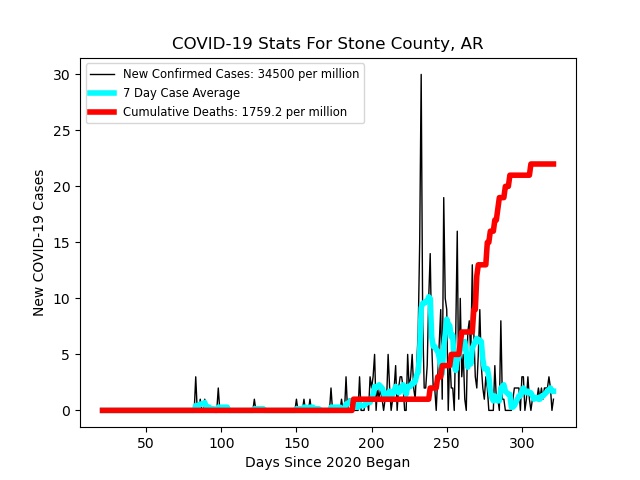 COVID-19 Stats For Stone County, AR
New Confirmed Cases: 34500 per million
7 Day Case Average
Cumulative Deaths: 1759.2 per million
New COVID-19 Cases
30
25
20
15
10
5
0
50 100 150 200 250 300
Days Since 2020 Began